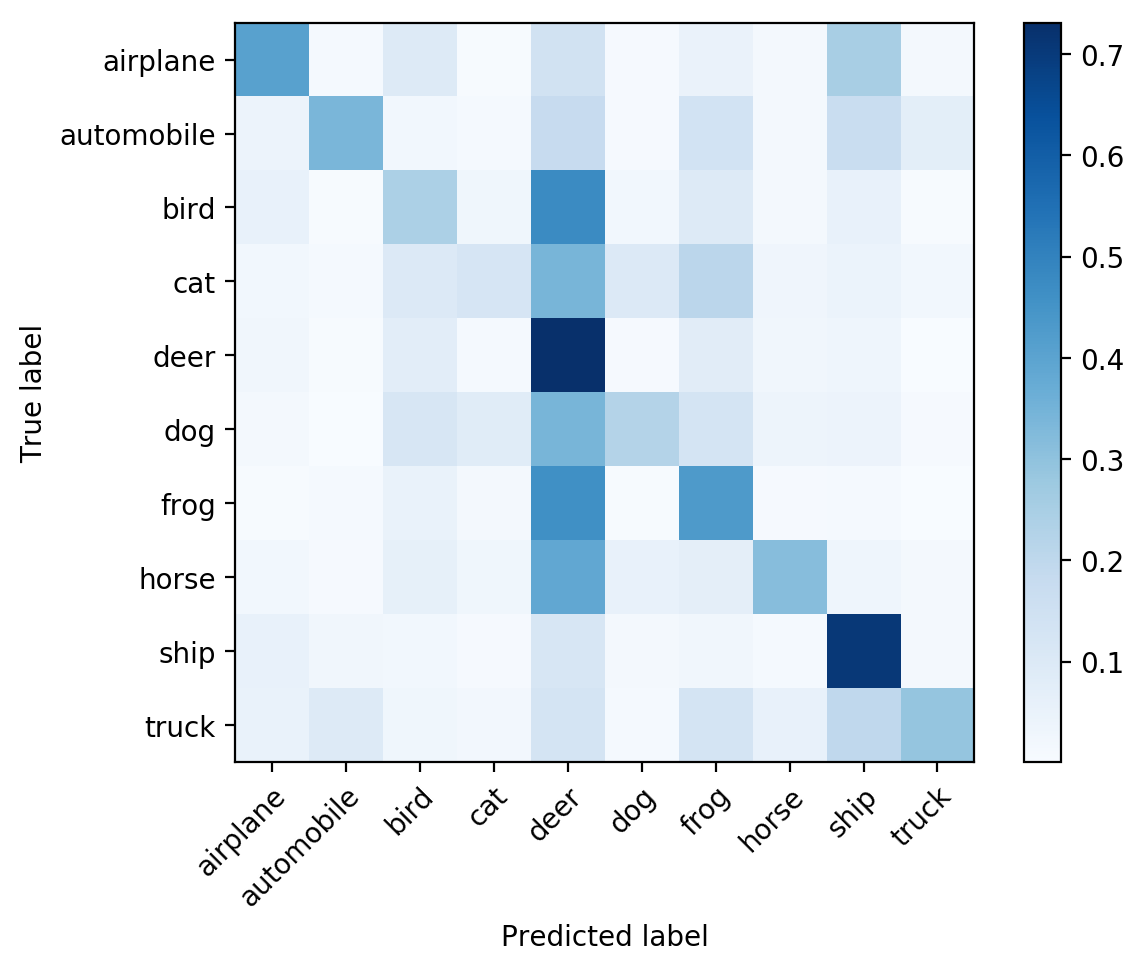 True label
airplane
automobile
bird
cat
deer
dog
frog
horse
ship
truck
airplane
automobile
bird
cat
deer
dog
frog
horse
ship
truck
Predicted label
0.7
0.6
0.5
0.4
0.3
0.2
0.1